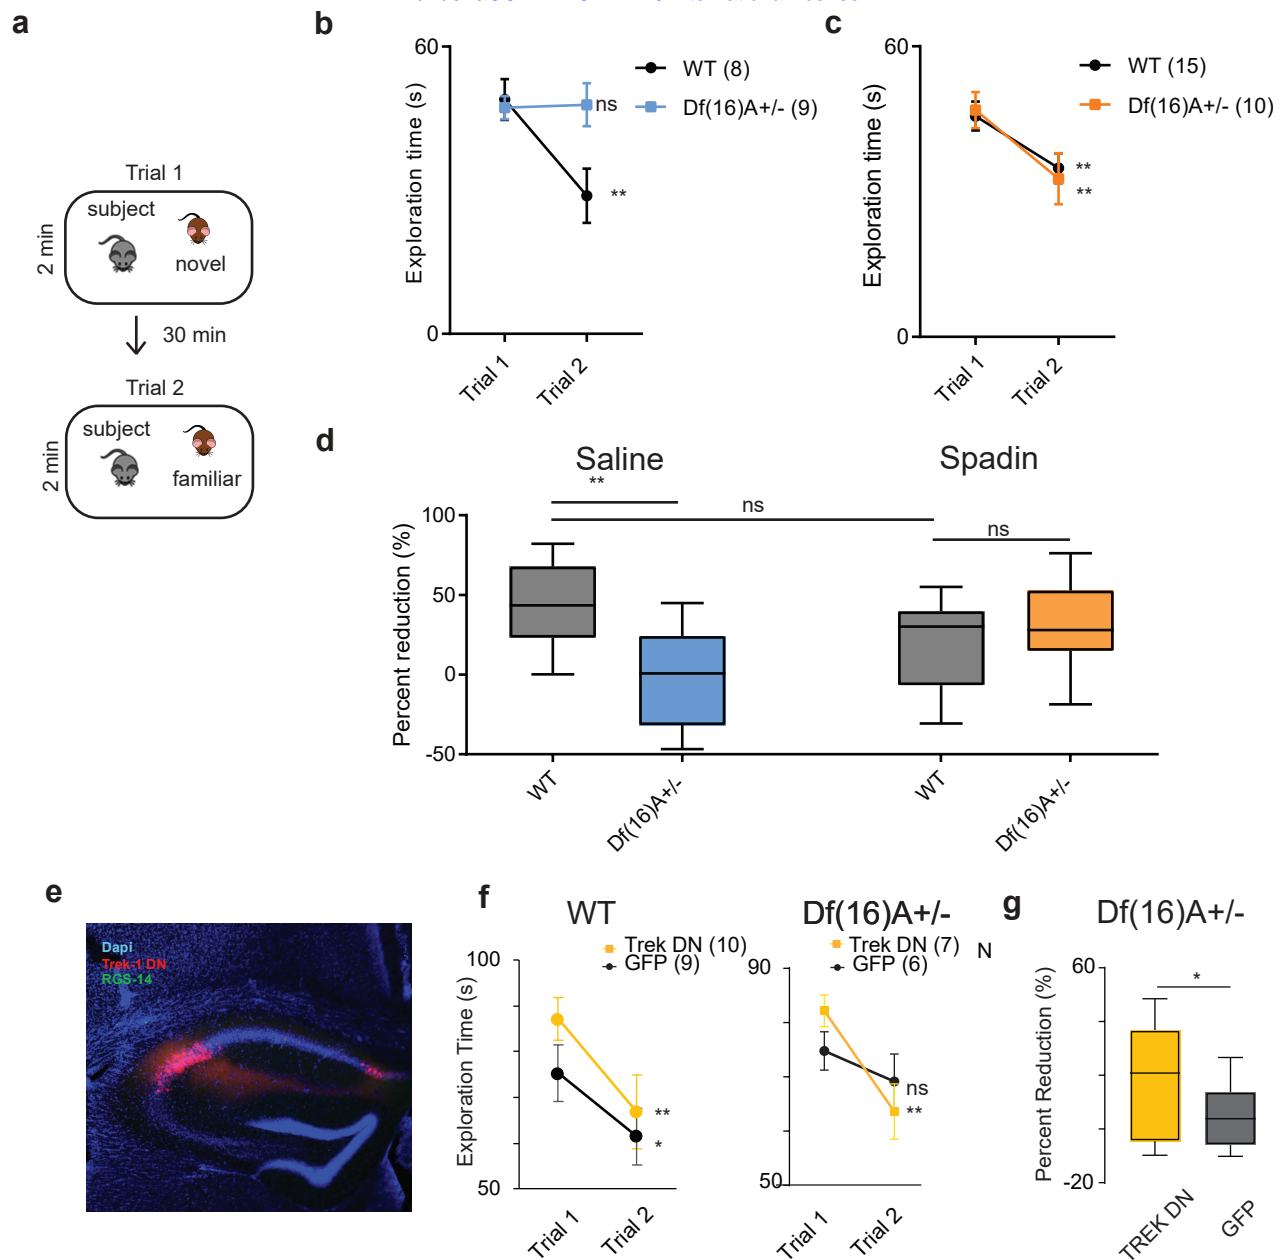 a
Trial 1
subject
novel
2 min
30 min
Trial 2
subject
familiar
2 min
b
60
0
Exploration time (s)
WT (8)
Df(16)A+/- (9)
ns
**
Trial 1
Trial 2
c
60
0
Exploration time (s)
WT (15)
Df(16)A+/- (10)
**
**
Trial 1
Trial 2
d
Saline
Spadin
**
ns
ns
100
50
0
-50
Percent reduction (%)
WT
Df(16)A+/-
WT
Df(16)A+/-
e
Dapi
Trek-1 DN
RGS-14
f
WT
Trek DN (10)
GFP (9)
100
50
Exploration Time (s)
**
*
Trial 1
Trial 2
Df(16)A+/-
Trek DN (7)
GFP (6)
N
90
50
ns
**
Trial 1
Trial 2
g
Df(16)A+/-
60
-20
Percent Reduction (%)
*
TREK DN
GFP